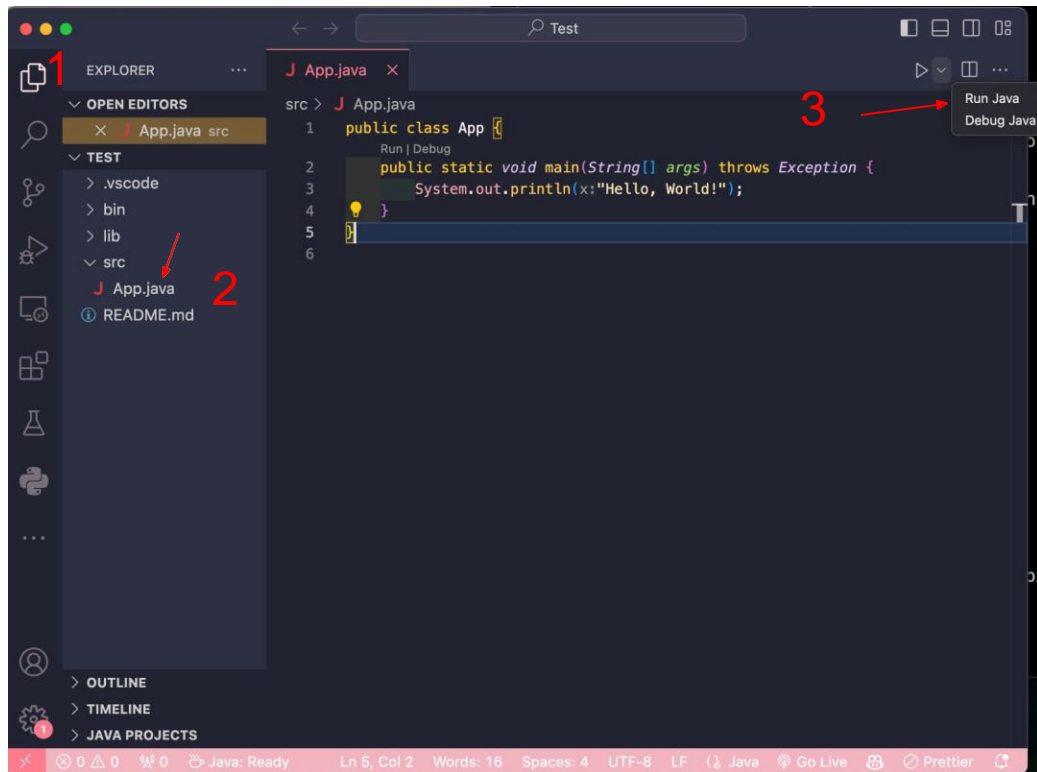 Test
1
EXPLORER ···
J App.java ×
OPEN EDITORS
× J App.java src
TEST
.vscode
bin
lib
src
J App.java
README.md
2
src > J App.java
1 public class App {
Run | Debug
2 public static void main(String[] args) throws Exception {
3 System.out.println(x:"Hello, World!");
4 }
5 }
6
3
Run Java
Debug Java
OUTLINE
TIMELINE
JAVA PROJECTS
1
0 0 0 Java: Ready Ln 5, Col 2 Words: 16 Spaces: 4 UTF-8 LF {} Java Go Live Prettier